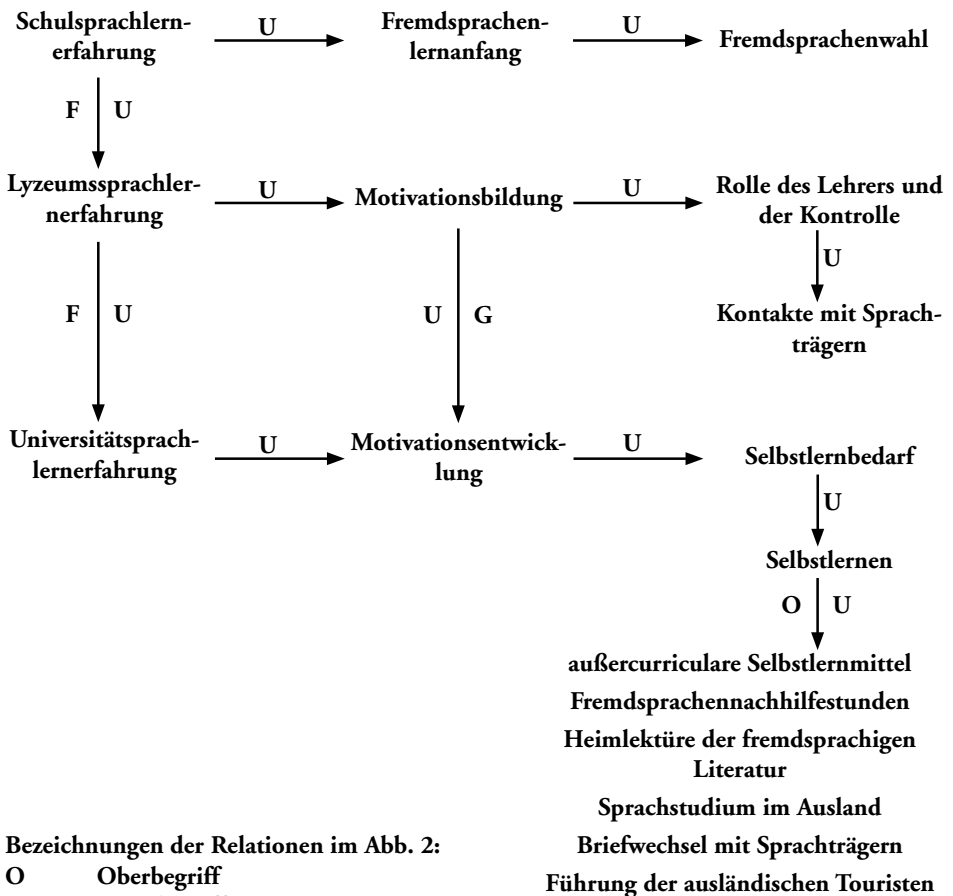 Schulsprachlern-
erfahrung
U
Fremdsprachen-
lernanfang
U
Fremdsprachenwahl
F U
Lyzeumssprachler-
nerfahrung
U
Motivationsbildung
U
Rolle des Lehrers und
der Kontrolle
U
Kontakte mit Sprach-
trägern
F U
U G
Universitätsprach-
lernerfahrung
U
Motivationsentwick-
lung
U
Selbstlernbedarf
U
Selbstlernen
O U
außercurriculare Selbstlernmittel
Fremdsprachennachhilfestunden
Heimlektüre der fremdsprachigen
Literatur
Sprachstudium im Ausland
Briefwechsel mit Sprachträgern
Führung der ausländischen Touristen
Bezeichnungen der Relationen im Abb. 2:
O Oberbegriff